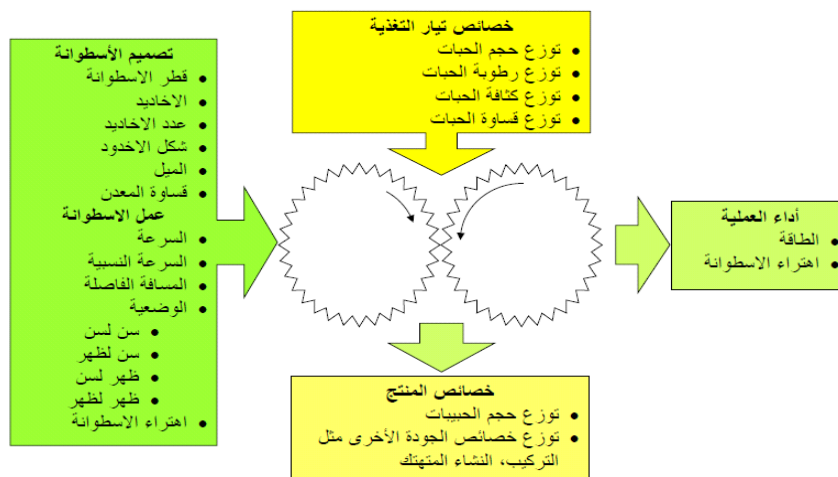 تصميم الأسطوانة
• قطر الاسطوانة
• الاخاديد
• عدد الاخاديد
• شكل الاخدود
• الميل
• قساوة المعدن
عمل الاسطوانة
• السرعة
• السرعة النسبية
• المسافة الفاصلة
• الوضعية
• سن لسن
• سن لظهر
• ظهر لسن
• ظهر لظهر
• اهتراء الاسطوانة
خصائص تيار التغذية
• توزع حجم الحبات
• توزع رطوبة الحبات
• توزع كثافة الحبات
• توزع قساوة الحبات
أداء العملية
• الطاقة
• اهتراء الاسطوانة
خصائص المنتج
• توزع حجم الحبيبات
• توزع خصائص الجودة الأخرى مثل
التركيب، النشاء المتهتك